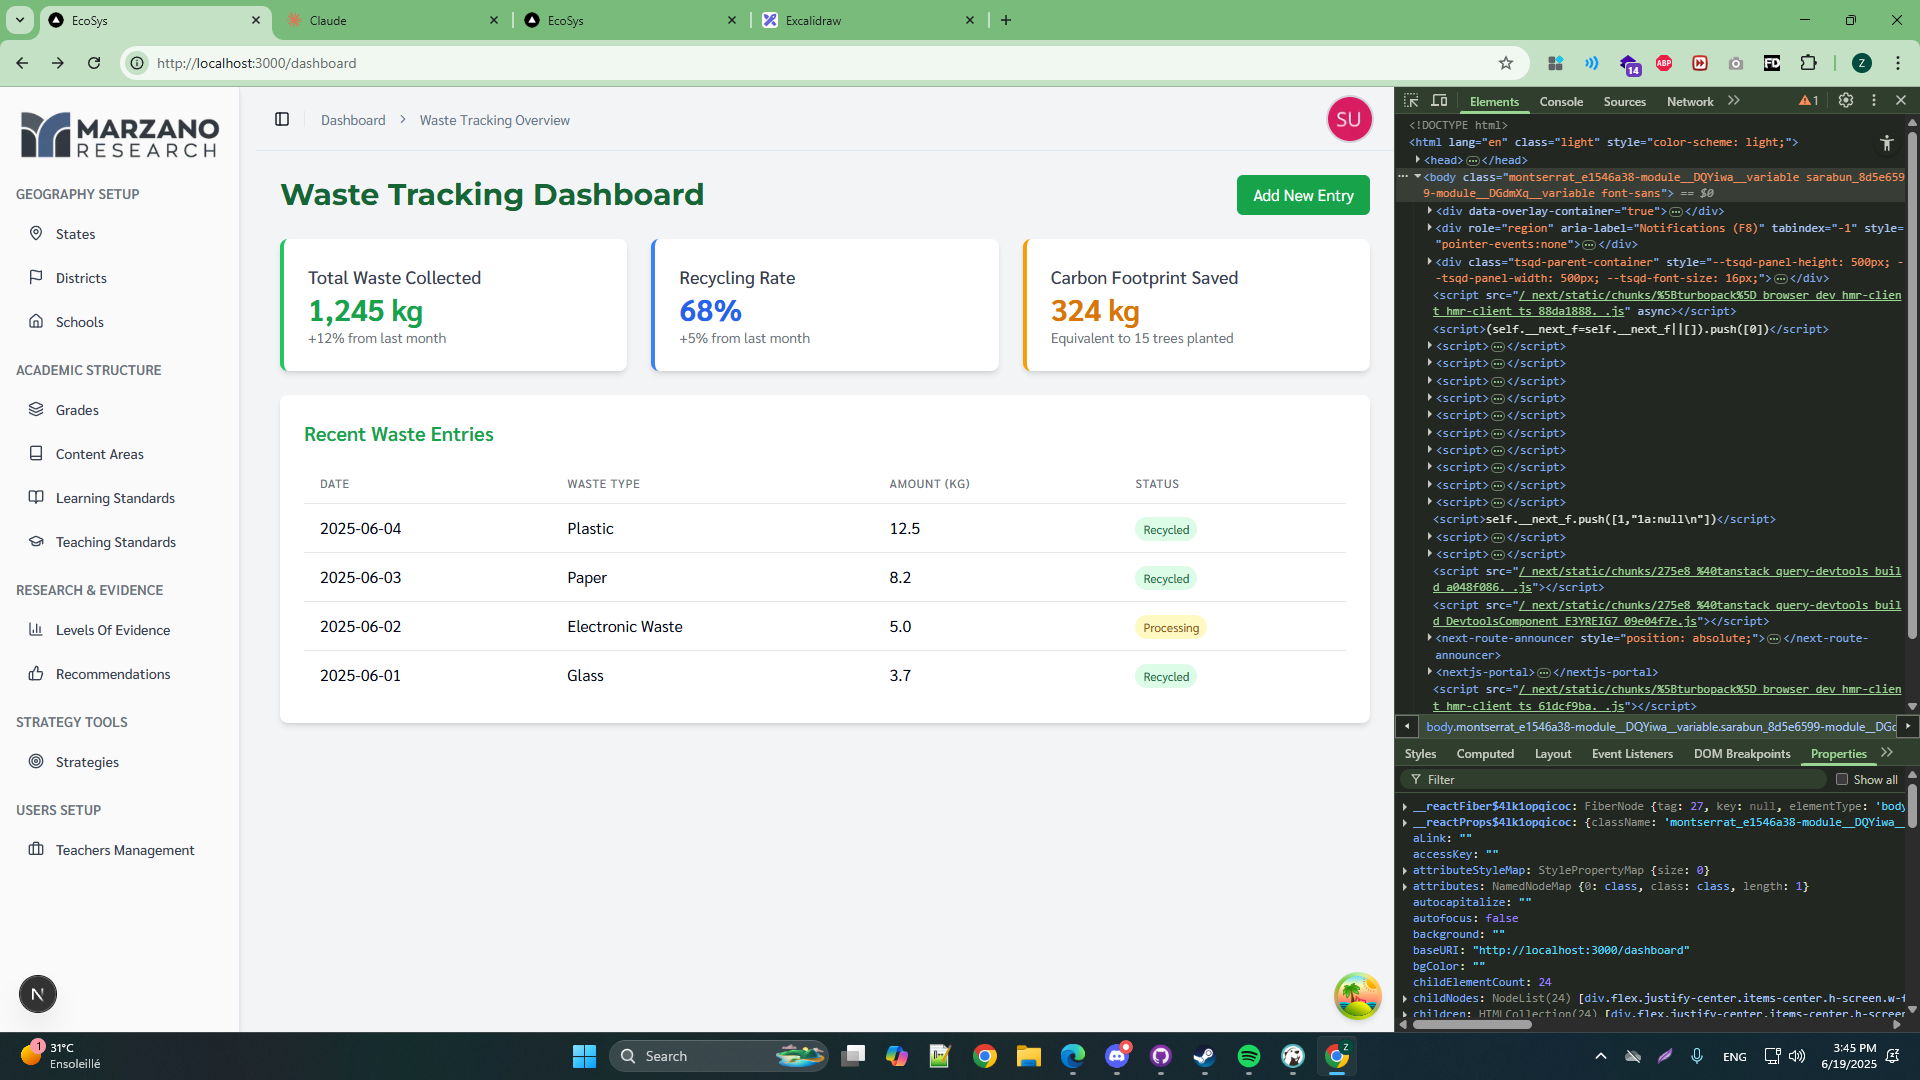 EcoSys
Claude
EcoSys
Excalidraw
http://localhost:3000/dashboard
14
ABP
FD
Z
MARZANO
RESEARCH
GEOGRAPHY SETUP
States
Districts
Schools
ACADEMIC STRUCTURE
Grades
Content Areas
Learning Standards
Teaching Standards
RESEARCH & EVIDENCE
Levels Of Evidence
Recommendations
STRATEGY TOOLS
Strategies
USERS SETUP
Teachers Management
N
Dashboard > Waste Tracking Overview
SU
Waste Tracking Dashboard
Add New Entry
Total Waste Collected
1,245 kg
+12% from last month
Recycling Rate
68%
+5% from last month
Carbon Footprint Saved
324 kg
Equivalent to 15 trees planted
Recent Waste Entries
DATE WASTE TYPE AMOUNT (KG) STATUS
2025-06-04 Plastic 12.5 Recycled
2025-06-03 Paper 8.2 Recycled
2025-06-02 Electronic Waste 5.0 Processing
2025-06-01 Glass 3.7 Recycled
Elements Console Sources Network 1
<!DOCTYPE html>
<html lang="en" class="light" style="color-scheme: light;">
<head>…</head>
<body class="montserrat_e1546a38-module__DQYiwa__variable sarabun_8d5e659
9-module__DGdmXq__variable font-sans"> == $0
<div data-overlay-container="true">…</div>
<div role="region" aria-label="Notifications (F8)" tabindex="-1" style=
"pointer-events:none">…</div>
<div class="tsqd-parent-container" style="--tsqd-panel-height: 500px; -
-tsqd-panel-width: 500px; --tsqd-font-size: 16px;">…</div>
<script src="/_next/static/chunks/%5Bturbopack%5D_browser_dev_hmr-clien
t_hmr-client_ts_88da1888._.js" async></script>
<script>(self.__next_f=self.__next_f||[]).push([0])</script>
<script>…</script>
<script>…</script>
<script>…</script>
<script>…</script>
<script>…</script>
<script>…</script>
<script>…</script>
<script>…</script>
<script>…</script>
<script>…</script>
<script>self.__next_f.push([1,"1a:null\n"])</script>
<script>…</script>
<script>…</script>
<script src="/_next/static/chunks/275e8_%40tanstack_query-devtools_buil
d_a048f086._.js"></script>
<script src="/_next/static/chunks/275e8_%40tanstack_query-devtools_buil
d_DevtoolsComponent_E3YREIG7_09e04f7e.js"></script>
<next-route-announcer style="position: absolute;">…</next-route-
announcer>
<nextjs-portal>…</nextjs-portal>
<script src="/_next/static/chunks/%5Bturbopack%5D_browser_dev_hmr-clien
t_hmr-client_ts_61dcf9ba._.js"></script>
body.montserrat_e1546a38-module__DQYiwa__variable.sarabun_8d5e6599-module__DGd
Styles Computed Layout Event Listeners DOM Breakpoints Properties
Filter Show all
__reactFiber$4lk1opqicoc: FiberNode {tag: 27, key: null, elementType: 'body
__reactProps$4lk1opqicoc: {className: 'montserrat_e1546a38-module__DQYiwa__
aLink: ""
accessKey: ""
attributeStyleMap: StylePropertyMap {size: 0}
attributes: NamedNodeMap {0: class, class: class, length: 1}
autocapitalize: ""
autofocus: false
background: ""
baseURI: "http://localhost:3000/dashboard"
bgColor: ""
childElementCount: 24
childNodes: NodeList(24) [div.flex.justify-center.items-center.h-screen.w-f
children: HTMLCollection(24) [div.flex.justify-center.items-center.h-screen
1
31°C
Ensoleillé
Search
Z
ENG
3:45 PM
6/19/2025